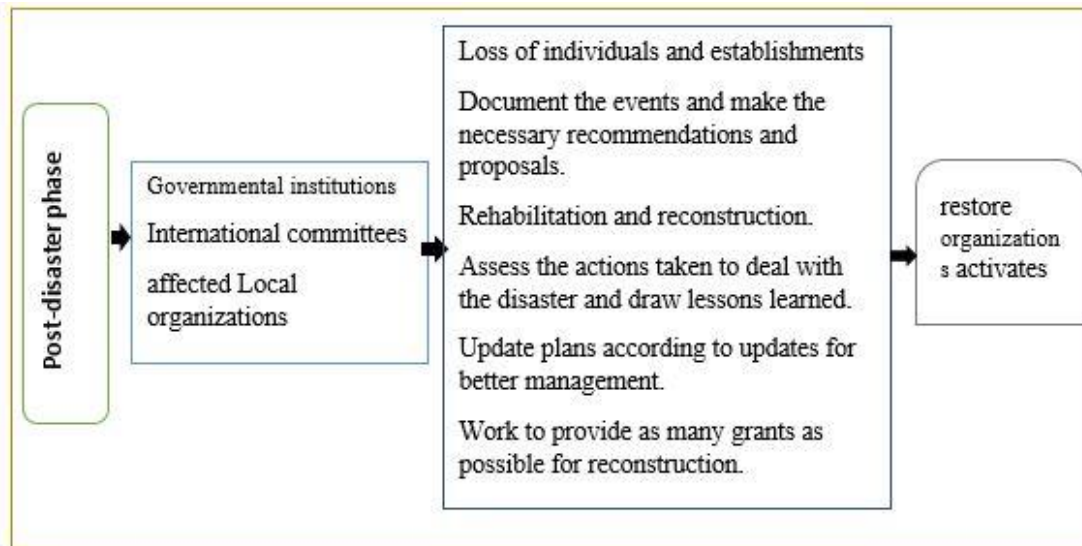 Post-disaster phase
Governmental institutions
International committees
affected Local
organizations
Loss of individuals and establishments
Document the events and make the
necessary recommendations and
proposals.
Rehabilitation and reconstruction.
Assess the actions taken to deal with
the disaster and draw lessons learned.
Update plans according to updates for
better management.
Work to provide as many grants as
possible for reconstruction.
restore
organization
s activates